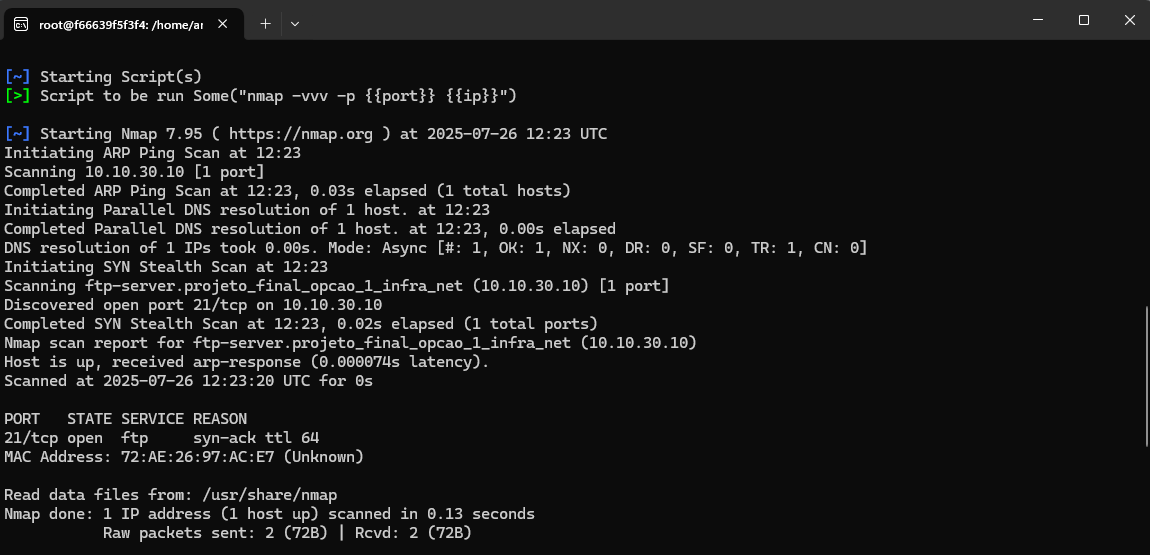 root@f66639f5f3f4: /home/ar
[~] Starting Script(s)
[>] Script to be run Some("nmap -vvv -p {{port}} {{ip}}")
[~] Starting Nmap 7.95 ( https://nmap.org ) at 2025-07-26 12:23 UTC
Initiating ARP Ping Scan at 12:23
Scanning 10.10.30.10 [1 port]
Completed ARP Ping Scan at 12:23, 0.03s elapsed (1 total hosts)
Initiating Parallel DNS resolution of 1 host. at 12:23
Completed Parallel DNS resolution of 1 host. at 12:23, 0.00s elapsed
DNS resolution of 1 IPs took 0.00s. Mode: Async [#: 1, OK: 1, NX: 0, DR: 0, SF: 0, TR: 1, CN: 0]
Initiating SYN Stealth Scan at 12:23
Scanning ftp-server.projeto_final_opcao_1_infra_net (10.10.30.10) [1 port]
Discovered open port 21/tcp on 10.10.30.10
Completed SYN Stealth Scan at 12:23, 0.02s elapsed (1 total ports)
Nmap scan report for ftp-server.projeto_final_opcao_1_infra_net (10.10.30.10)
Host is up, received arp-response (0.000074s latency).
Scanned at 2025-07-26 12:23:20 UTC for 0s
PORT   STATE SERVICE REASON
21/tcp open  ftp     syn-ack ttl 64
MAC Address: 72:AE:26:97:AC:E7 (Unknown)
Read data files from: /usr/share/nmap
Nmap done: 1 IP address (1 host up) scanned in 0.13 seconds
           Raw packets sent: 2 (72B) | Rcvd: 2 (72B)